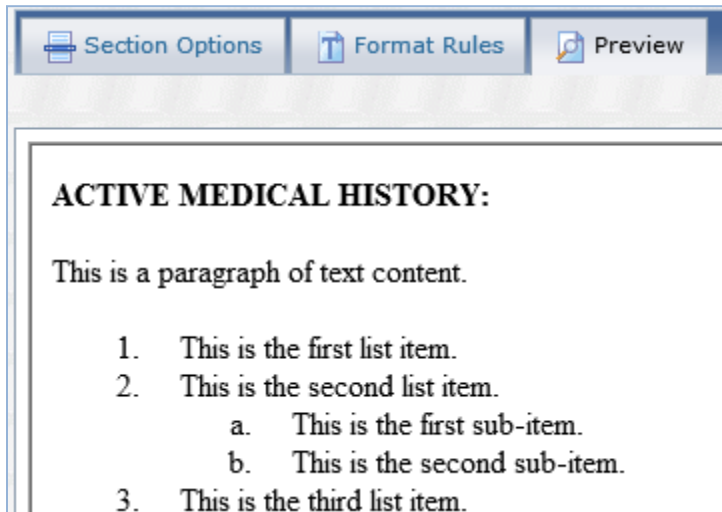 Section Options Format Rules Preview
ACTIVE MEDICAL HISTORY:
This is a paragraph of text content.
1. This is the first list item.
2. This is the second list item.
a. This is the first sub-item.
b. This is the second sub-item.
3. This is the third list item.